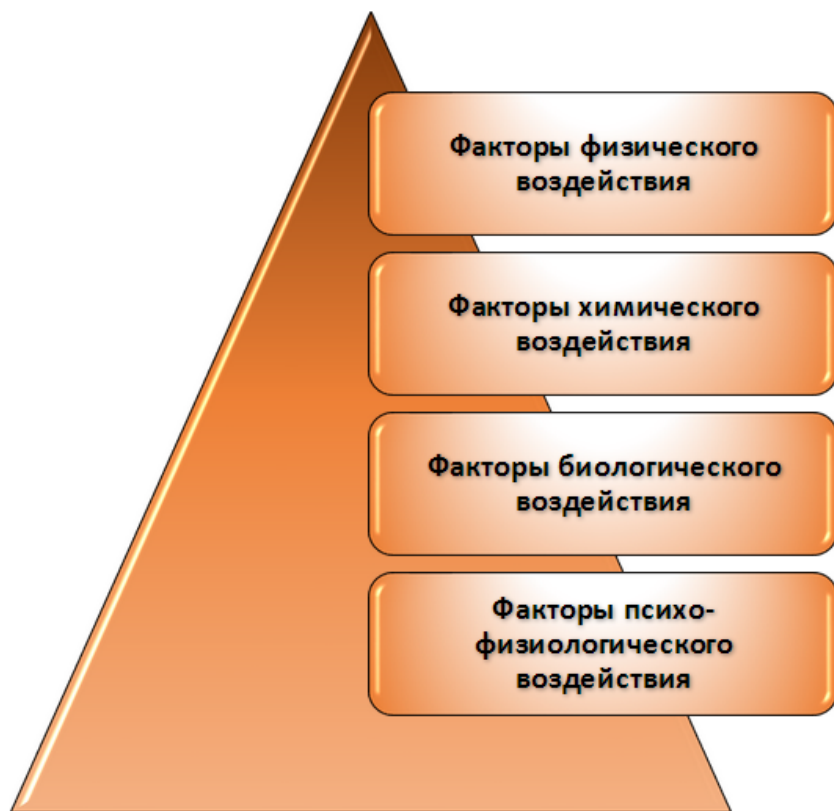 Факторы физического
воздействия
Факторы химического
воздействия
Факторы биологического
воздействия
Факторы психо-
физиологического
воздействия